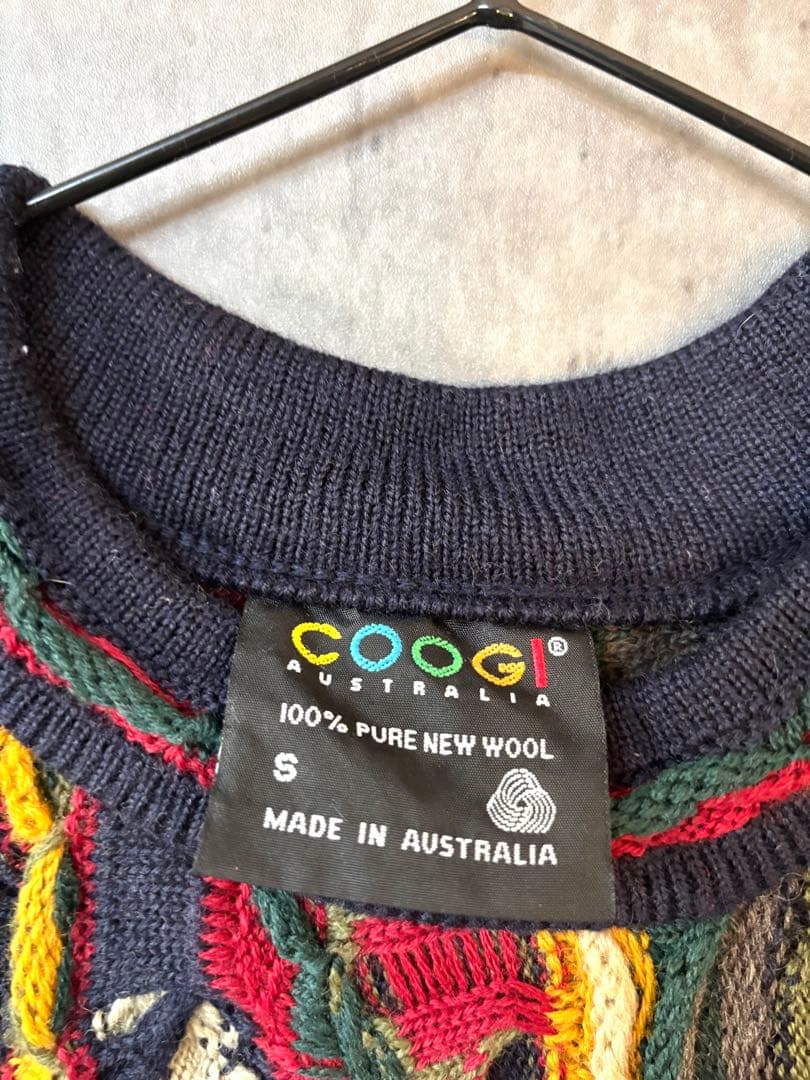 COOGI®
AUSTRALIA
100% PURE NEW WOOL
S
MADE IN AUSTRALIA